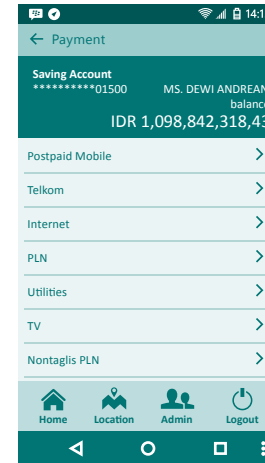 14:1
Payment
Saving Account
**********01500 MS. DEWI ANDREAN
balance
IDR 1,098,842,318,43
Postpaid Mobile
Telkom
Internet
PLN
Utilities
TV
Nontaglis PLN
Home Location Admin Logout